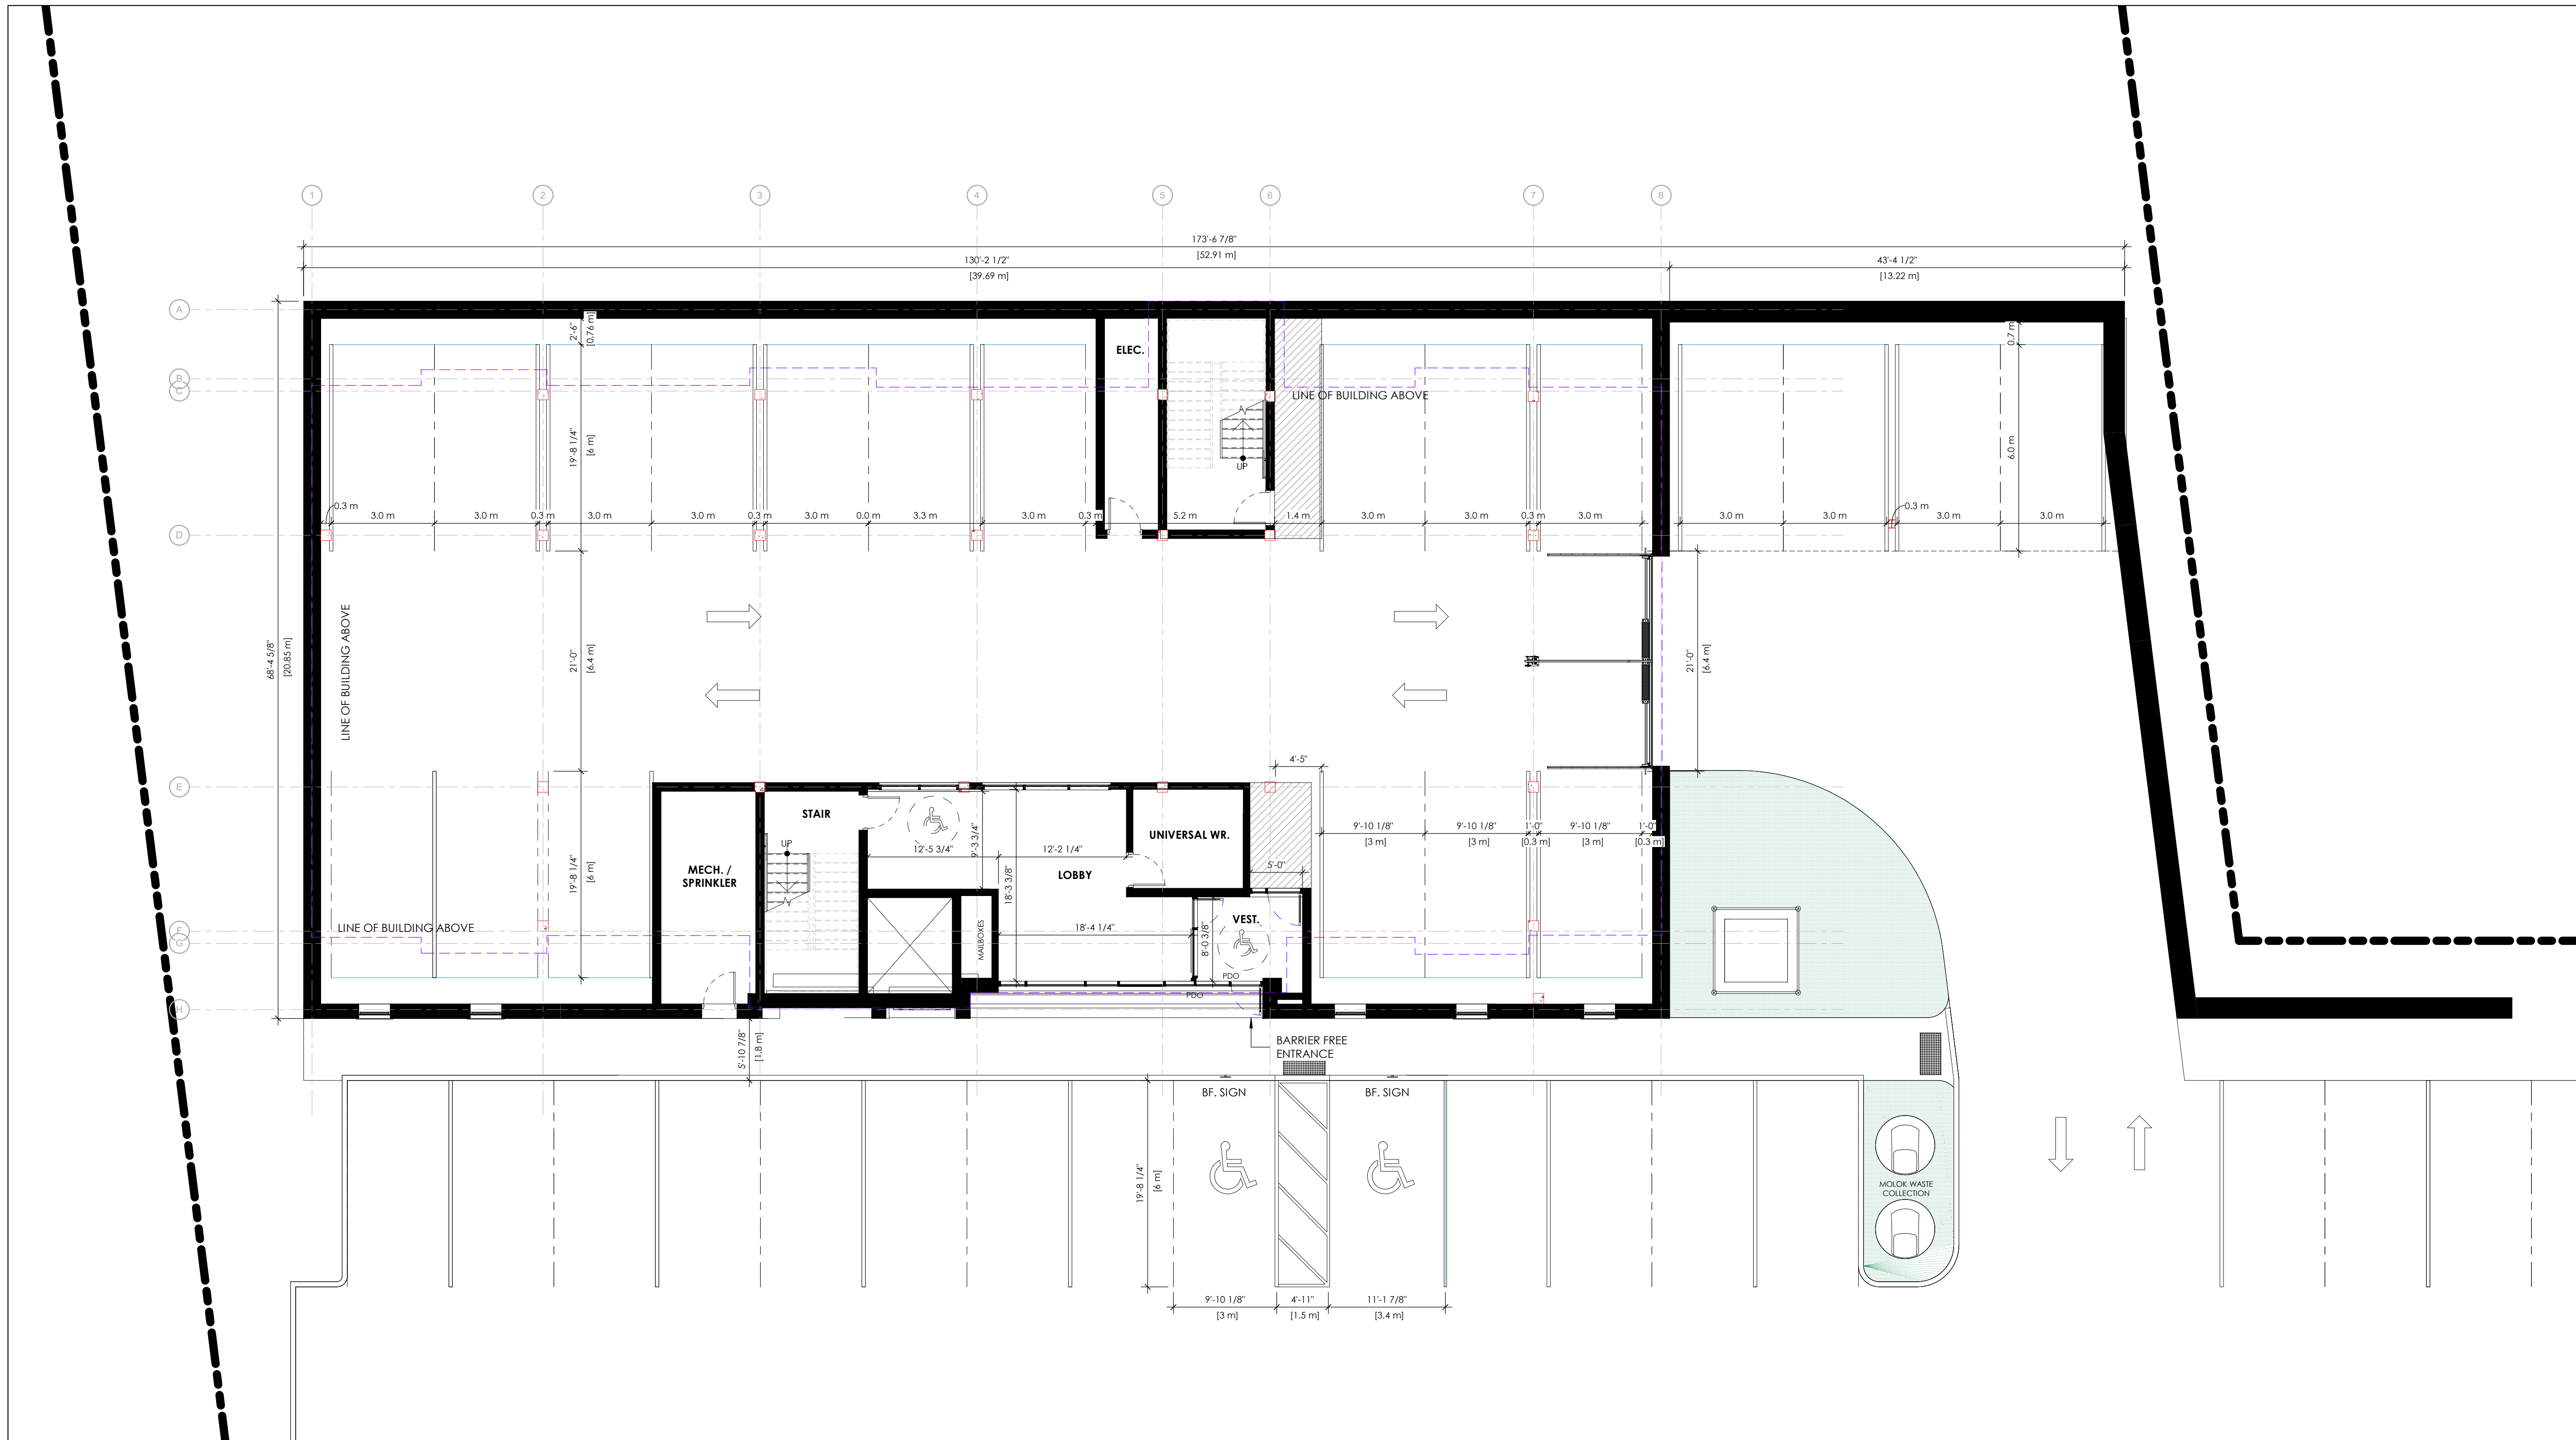 1
2
3
4
5
6
7
8
173'-6 7/8"
[52.91 m]
130'-2 1/2"
[39.69 m]
43'-4 1/2"
[13.22 m]
A
B
C
D
E
F
G
H
2'-6"
[0.76 m]
0.7 m
ELEC.
LINE OF BUILDING ABOVE
19'-8 1/4"
[6 m]
6.0 m
UP
0.3 m
3.0 m
3.0 m
0.3 m
3.0 m
3.0 m
0.3 m
3.0 m
0.0 m
3.3 m
3.0 m
0.3 m
5.2 m
1.4 m
3.0 m
3.0 m
0.3 m
3.0 m
3.0 m
3.0 m
0.3 m
3.0 m
3.0 m
68'-4 5/8"
[20.85 m]
LINE OF BUILDING ABOVE
21'-0"
[6.4 m]
21'-0"
[6.4 m]
4'-5"
STAIR
UP
MECH. /
SPRINKLER
12'-5 3/4"
9'-3 3/4"
12'-2 1/4"
UNIVERSAL WR.
LOBBY
18'-3 3/8"
5'-0"
9'-10 1/8"
[3 m]
9'-10 1/8"
[3 m]
1'-0"
[0.3 m]
9'-10 1/8"
[3 m]
1'-0"
[0.3 m]
19'-8 1/4"
[6 m]
LINE OF BUILDING ABOVE
MAILBOXES
18'-4 1/4"
VEST.
8'-0 3/8"
PDO
PDO
5'-10 7/8"
[1.8 m]
BARRIER FREE
ENTRANCE
BF. SIGN
BF. SIGN
19'-8 1/4"
[6 m]
MOLOK WASTE
COLLECTION
9'-10 1/8"
[3 m]
4'-11"
[1.5 m]
11'-1 7/8"
[3.4 m]